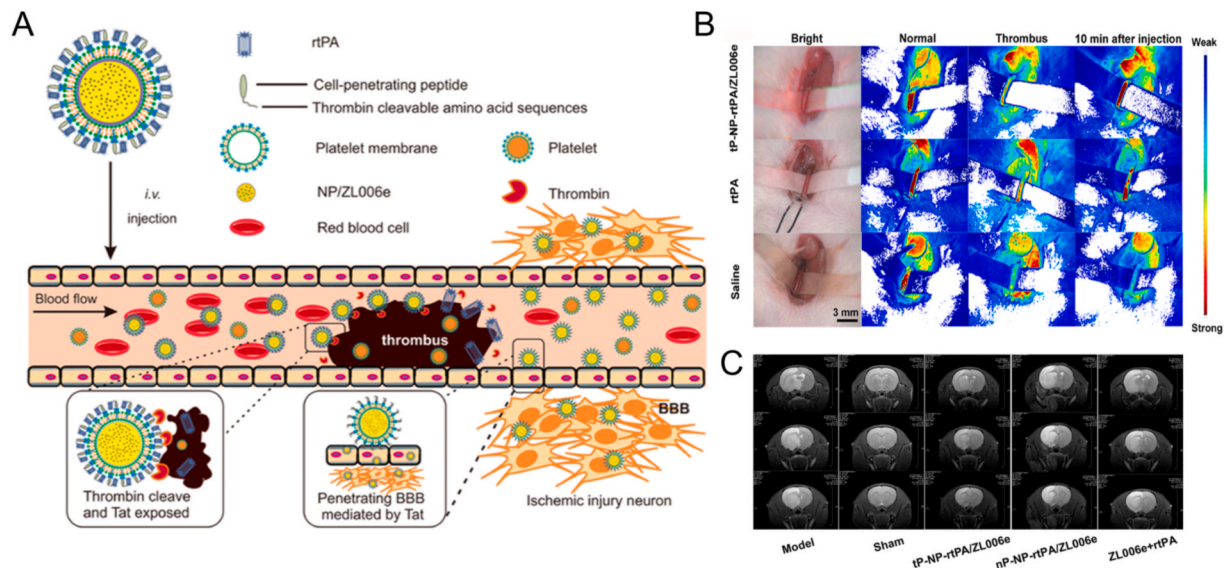 A
rtPA
Cell-penetrating peptide
Thrombin cleavable amino acid sequences
Platelet membrane
Platelet
NP/ZL006e
Thrombin
Red blood cell
i.v.
injection
Blood flow
thrombus
BBB
Thrombin cleave
and Tat exposed
Penetrating BBB
mediated by Tat
Ischemic injury neuron
B
Bright
Normal
Thrombus
10 min after injection
Weak
tP-NP-rtPA/ZL006e
rtPA
Saline
3 mm
Strong
C
Model
Sham
tP-NP-rtPA/ZL006e
nP-NP-rtPA/ZL006e
ZL006e+rtPA